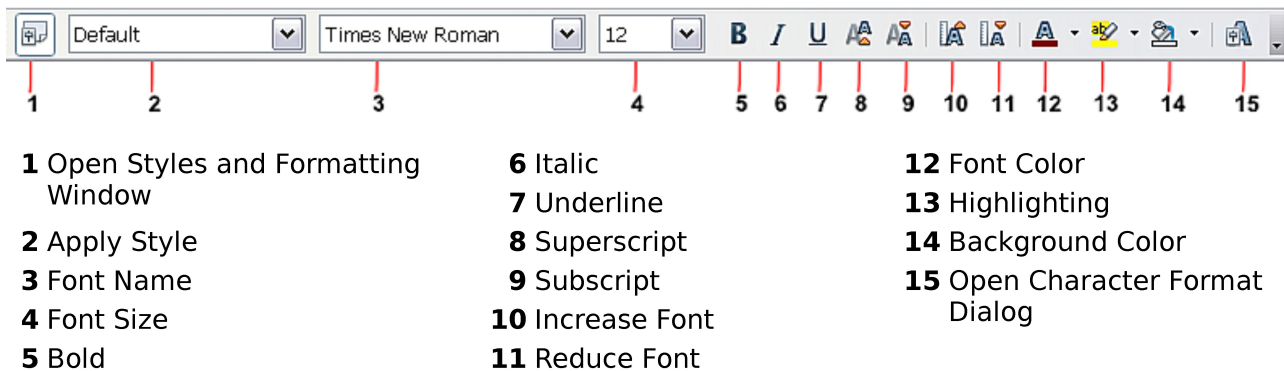 Default Times New Roman 12 B I U
1 2 3 4 5 6 7 8 9 10 11 12 13 14 15
1 Open Styles and Formatting
Window
2 Apply Style
3 Font Name
4 Font Size
5 Bold
6 Italic
7 Underline
8 Superscript
9 Subscript
10 Increase Font
11 Reduce Font
12 Font Color
13 Highlighting
14 Background Color
15 Open Character Format
Dialog